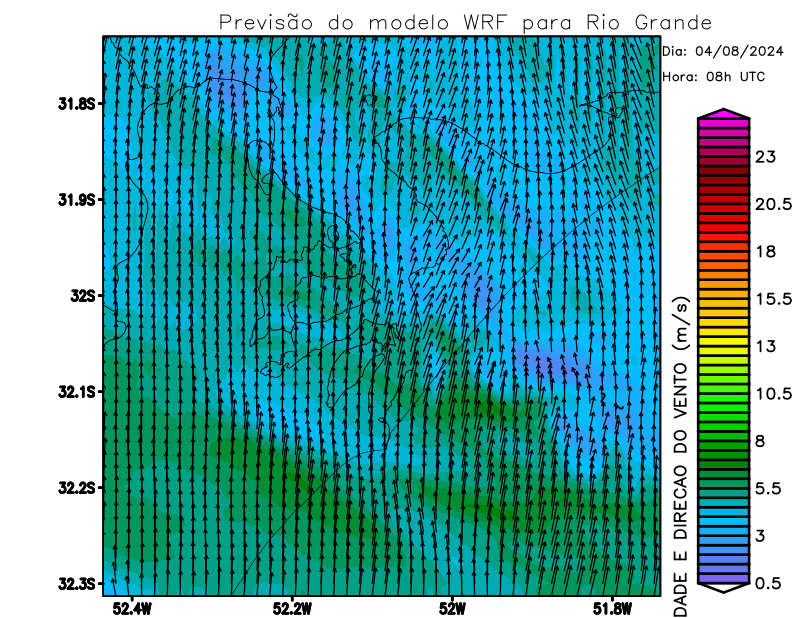 Previsão do modelo WRF para Rio Grande
Dia: 04/08/2024
Hora: 08h UTC
31.8S
31.9S
32S
32.1S
32.2S
32.3S
52.4W
52.2W
52W
51.8W
23
20.5
18
15.5
13
10.5
8
5.5
3
0.5
DADE E DIRECAO DO VENTO (m/s)